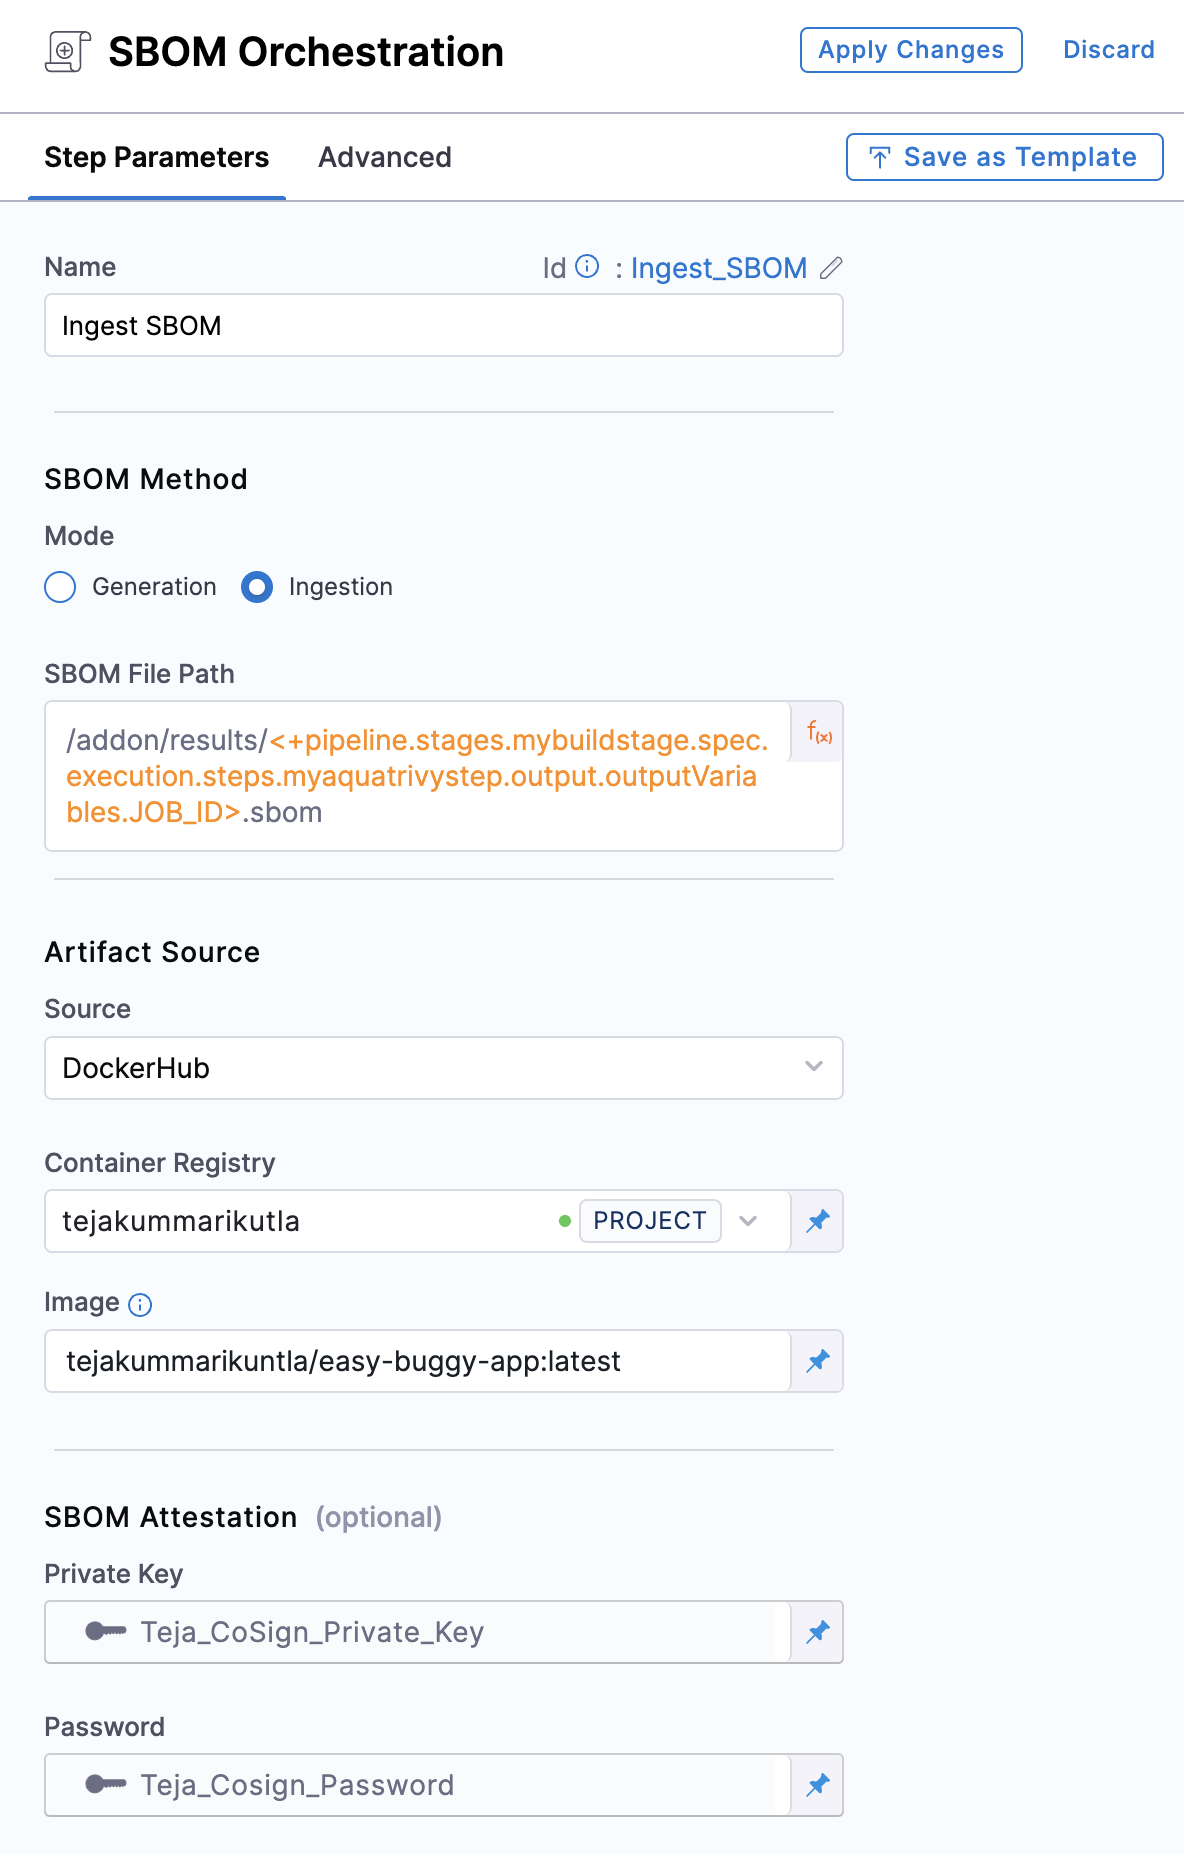 SBOM Orchestration
Apply Changes
Discard
Step Parameters
Advanced
Save as Template
Name
Id : Ingest_SBOM
Ingest SBOM
SBOM Method
Mode
Generation
Ingestion
SBOM File Path
/addon/results/<+pipeline.stages.mybuildstage.spec.
execution.steps.myaquatrivystep.output.outputVaria
bles.JOB_ID>.sbom
f(x)
Artifact Source
Source
DockerHub
Container Registry
tejakummarikutla
PROJECT
Image
tejakummarikuntla/easy-buggy-app:latest
SBOM Attestation (optional)
Private Key
Teja_CoSign_Private_Key
Password
Teja_Cosign_Password